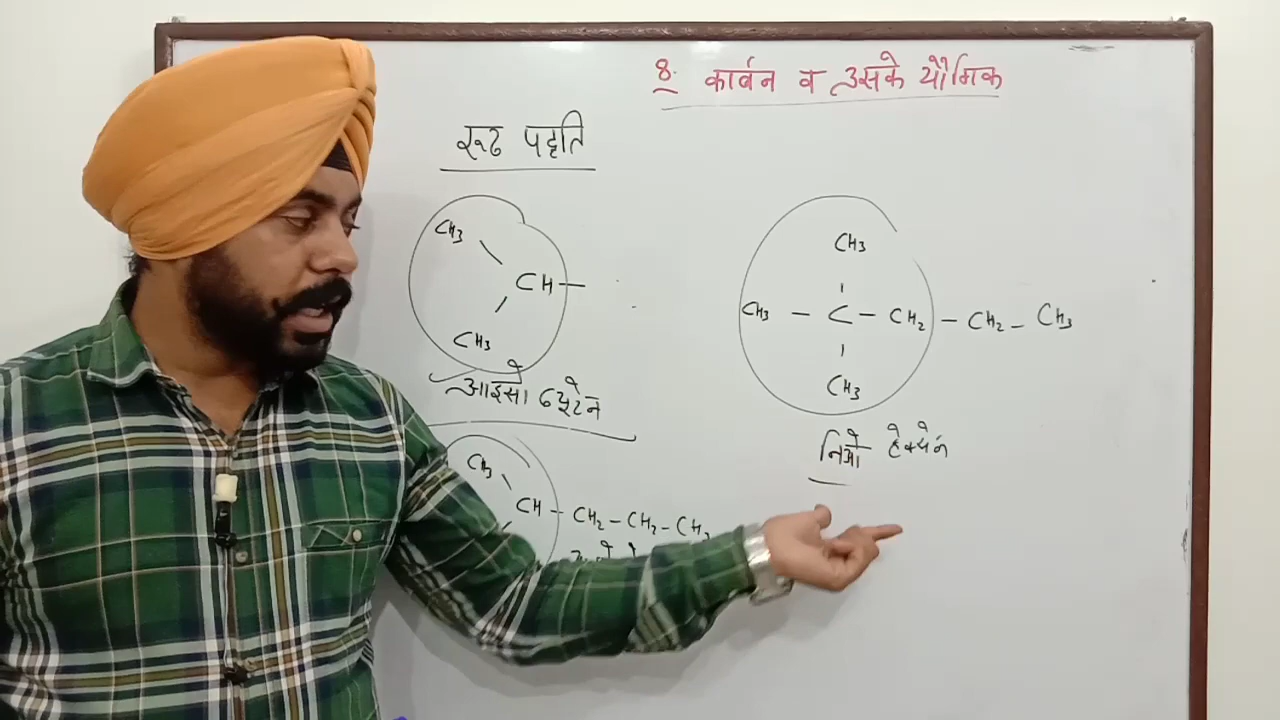 8. कार्बन व उसके यौगिक
रूढ पद्दति
CH3
CH —
CH3
आइसो ब्यूटेन
CH3
CH — CH2 — CH2 — CH3
CH3
CH3 — C — CH2 — CH2 — CH3
CH3
निओ हेक्येन